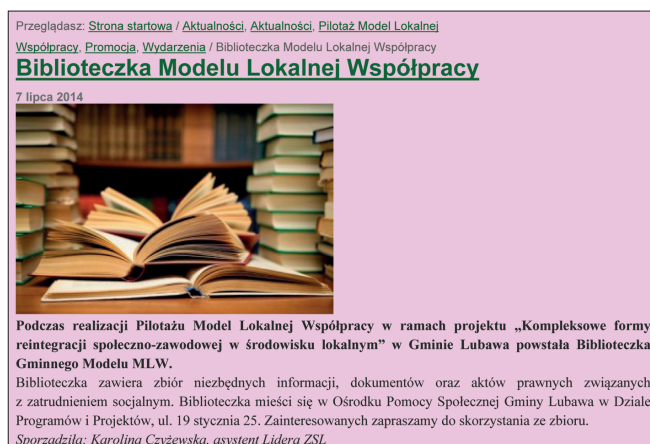 Przeglądasz: Strona startowa / Aktualności, Aktualności, Pilotaż Model Lokalnej
Współpracy, Promocja, Wydarzenia / Biblioteczka Modelu Lokalnej Współpracy
Biblioteczka Modelu Lokalnej Współpracy
7 lipca 2014
Podczas realizacji Pilotażu Model Lokalnej Współpracy w ramach projektu „Kompleksowe formy
reintegracji społeczno-zawodowej w środowisku lokalnym” w Gminie Lubawa powstała Biblioteczka
Gminnego Modelu MLW.
Biblioteczka zawiera zbiór niezbędnych informacji, dokumentów oraz aktów prawnych związanych
z zatrudnieniem socjalnym. Biblioteczka mieści się w Ośrodku Pomocy Społecznej Gminy Lubawa w Dziale
Programów i Projektów, ul. 19 stycznia 25. Zainteresowanych zapraszamy do skorzystania ze zbioru.
Sporządziła: Karolina Czyżewska, asystent Lidera ZSL